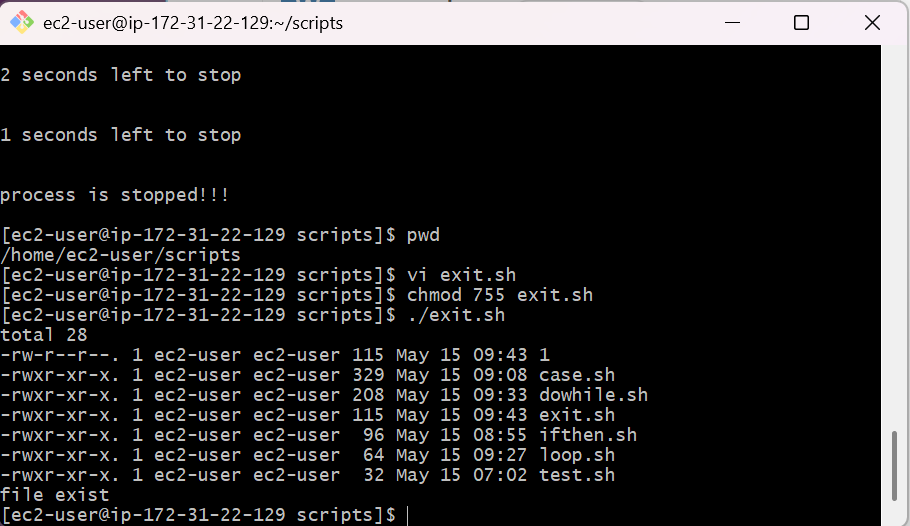 ec2-user@ip-172-31-22-129:~/scripts
2 seconds left to stop
1 seconds left to stop
process is stopped!!!
[ec2-user@ip-172-31-22-129 scripts]$ pwd
/home/ec2-user/scripts
[ec2-user@ip-172-31-22-129 scripts]$ vi exit.sh
[ec2-user@ip-172-31-22-129 scripts]$ chmod 755 exit.sh
[ec2-user@ip-172-31-22-129 scripts]$ ./exit.sh
total 28
-rw-r--r--. 1 ec2-user ec2-user 115 May 15 09:43 1
-rwxr-xr-x. 1 ec2-user ec2-user 329 May 15 09:08 case.sh
-rwxr-xr-x. 1 ec2-user ec2-user 208 May 15 09:33 dowhile.sh
-rwxr-xr-x. 1 ec2-user ec2-user 115 May 15 09:43 exit.sh
-rwxr-xr-x. 1 ec2-user ec2-user  96 May 15 08:55 ifthen.sh
-rwxr-xr-x. 1 ec2-user ec2-user  64 May 15 09:27 loop.sh
-rwxr-xr-x. 1 ec2-user ec2-user  32 May 15 07:02 test.sh
file exist
[ec2-user@ip-172-31-22-129 scripts]$